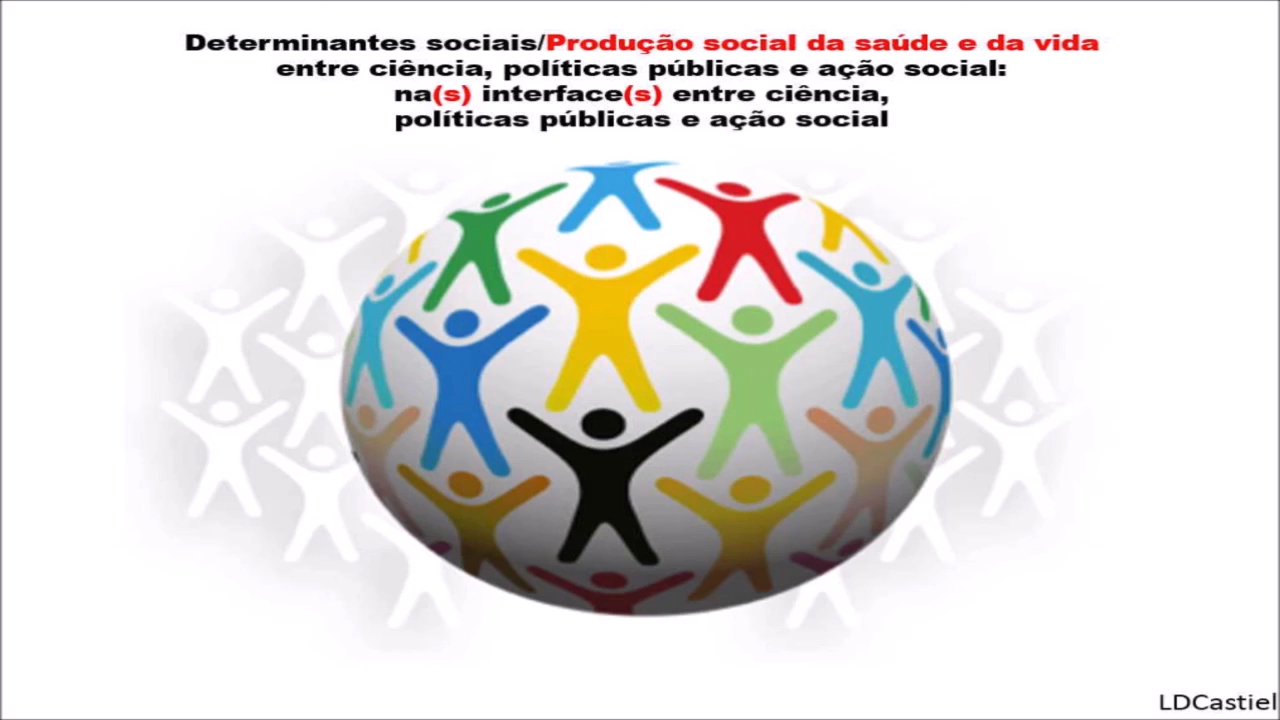 Determinantes sociais/Produção social da saúde e da vida
entre ciência, políticas públicas e ação social:
na(s) interface(s) entre ciência,
políticas públicas e ação social
LDCastiel